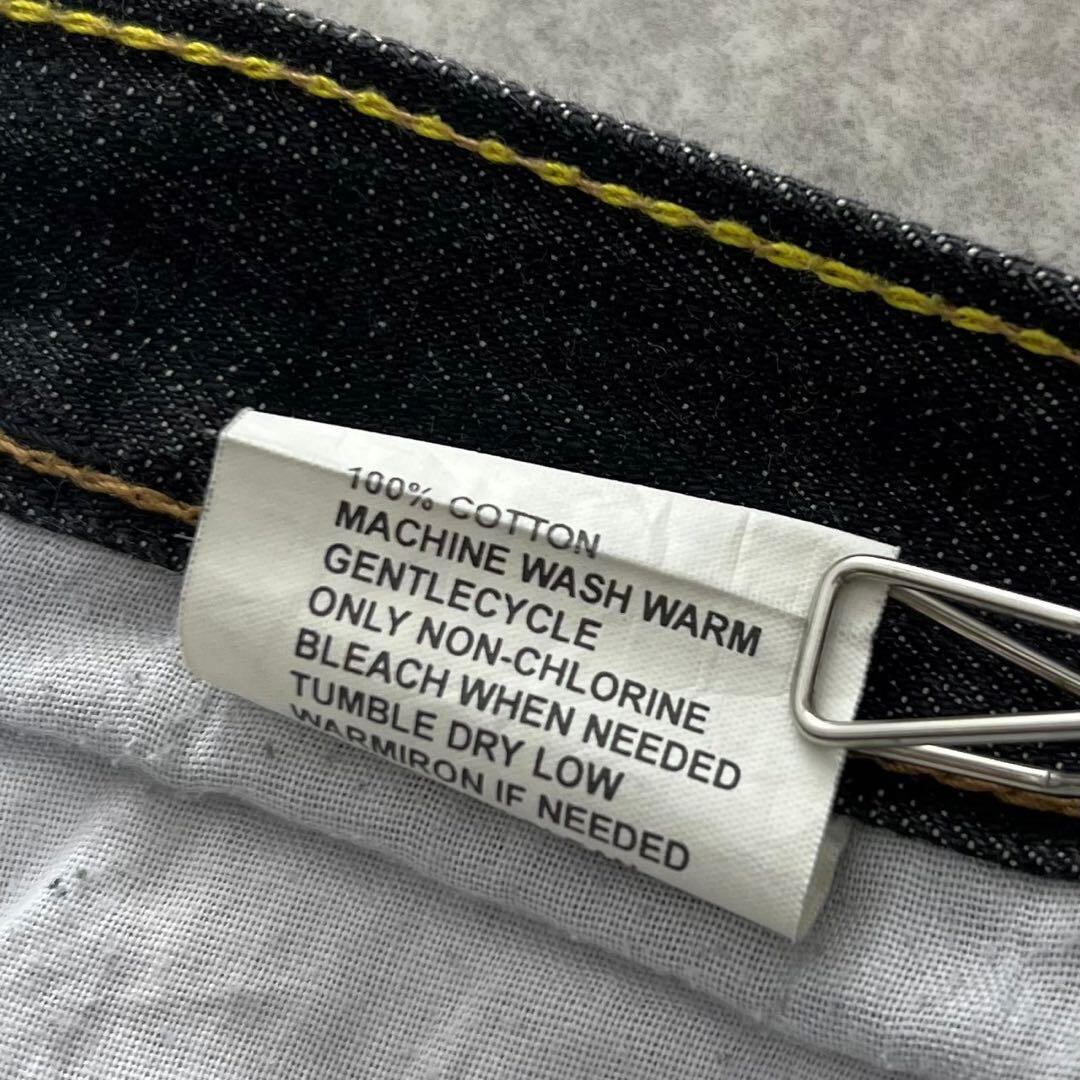 100% COTTON
MACHINE WASH WARM
GENTLECYCLE
ONLY NON-CHLORINE
BLEACH WHEN NEEDED
TUMBLE DRY LOW
WARMIRON IF NEEDED